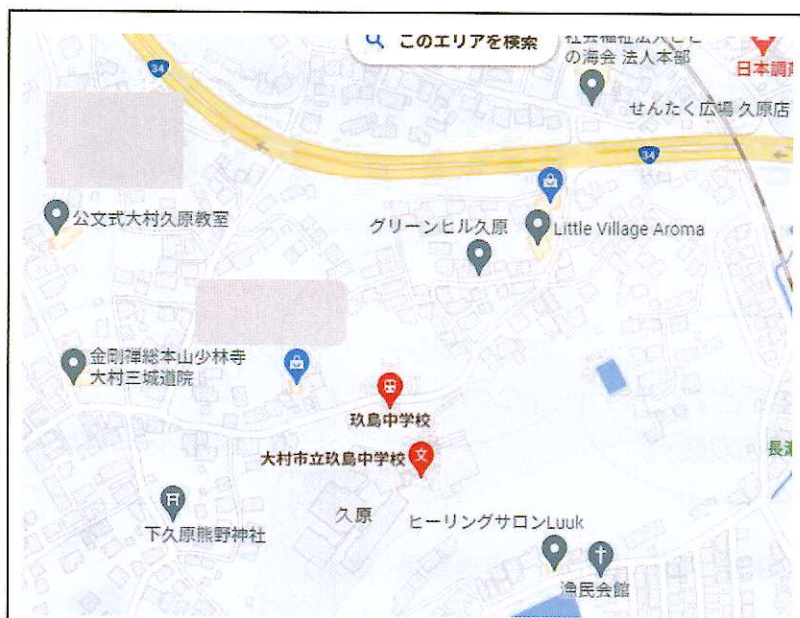 このエリアを検索
の海会 法人本部
日本調
34
せんたく広場 久原店
34
公文式大村久原教室
グリーンヒル久原
Little Village Aroma
金剛禅総本山少林寺
大村三城道院
玖島中学校
大村市立玖島中学校
文
久原
ヒーリングサロンLuuk
下久原熊野神社
漁民会館